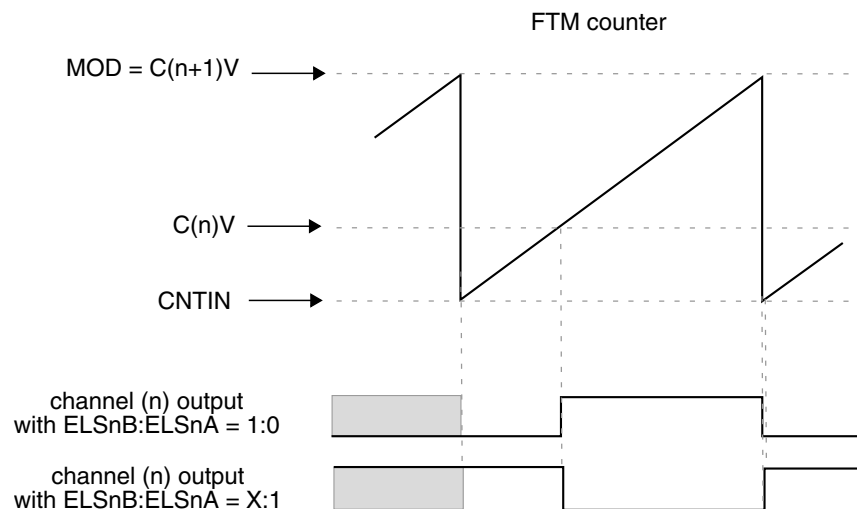 FTM counter
MOD = C(n+1)V
C(n)V
CNTIN
channel (n) output
with ELSnB:ELSnA = 1:0
channel (n) output
with ELSnB:ELSnA = X:1